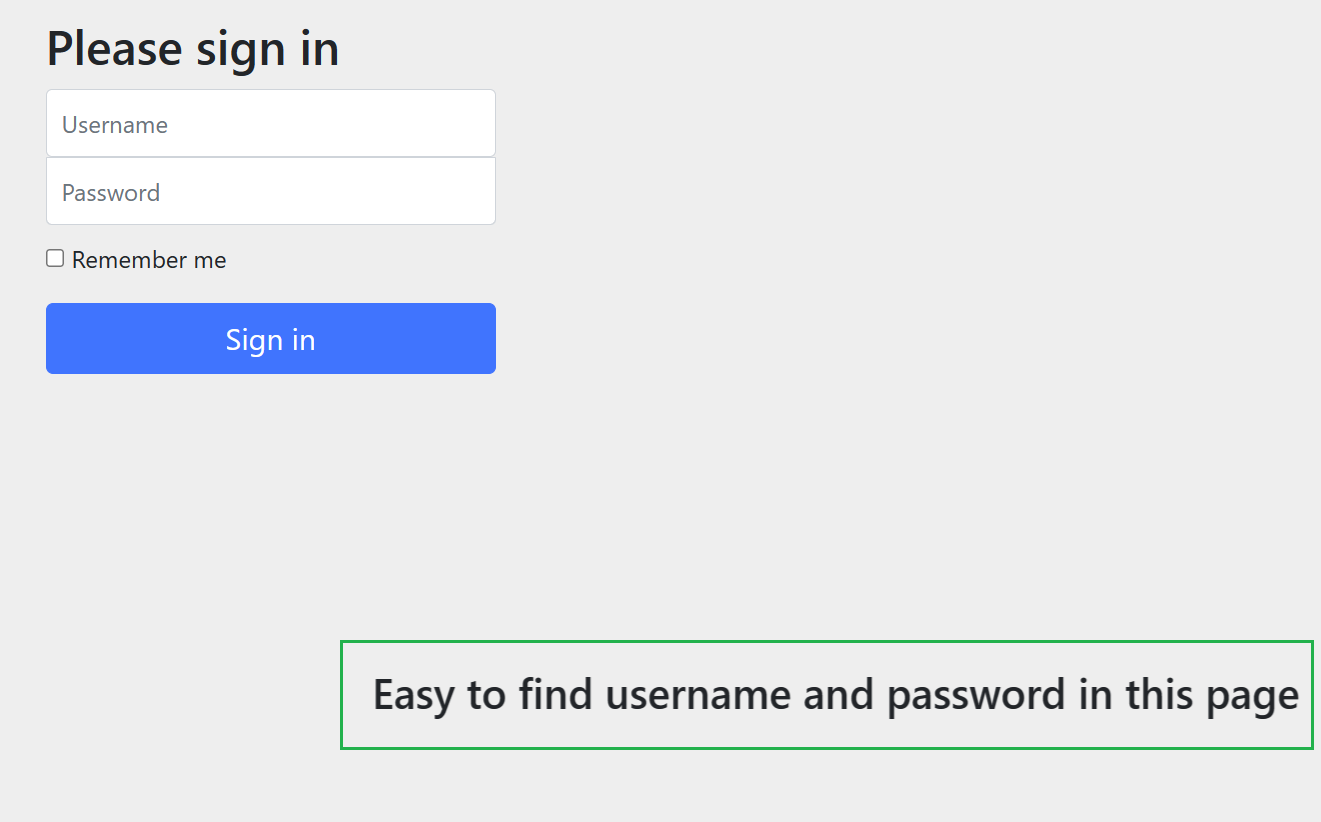 Please sign in
Username
Password
Remember me
Sign in
Easy to find username and password in this page